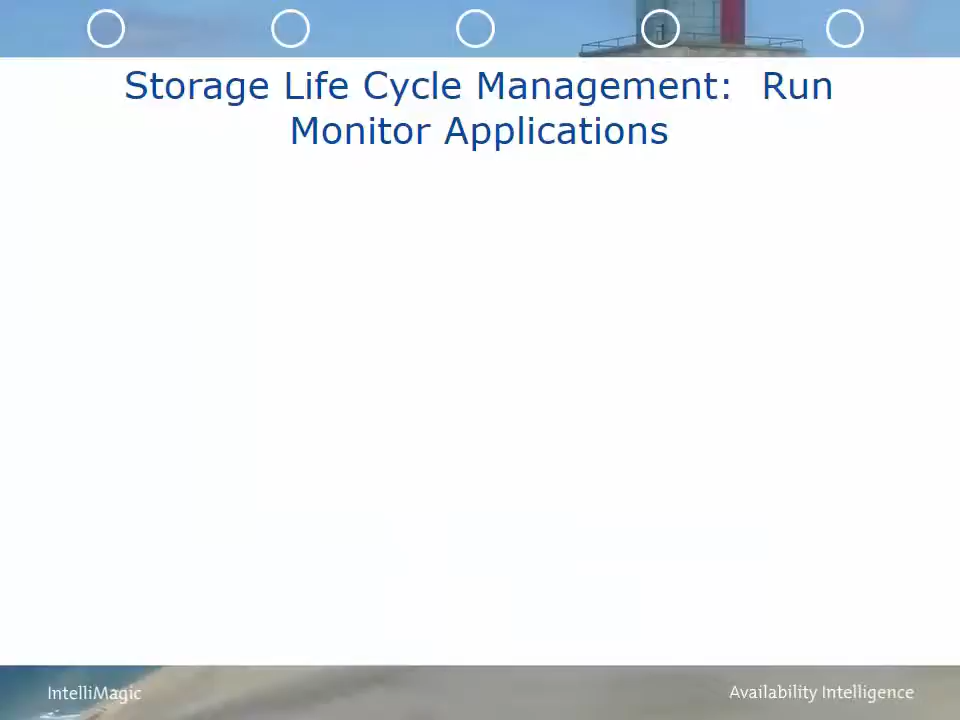 Storage Life Cycle Management:  Run
Monitor Applications
IntelliMagic
Availability Intelligence